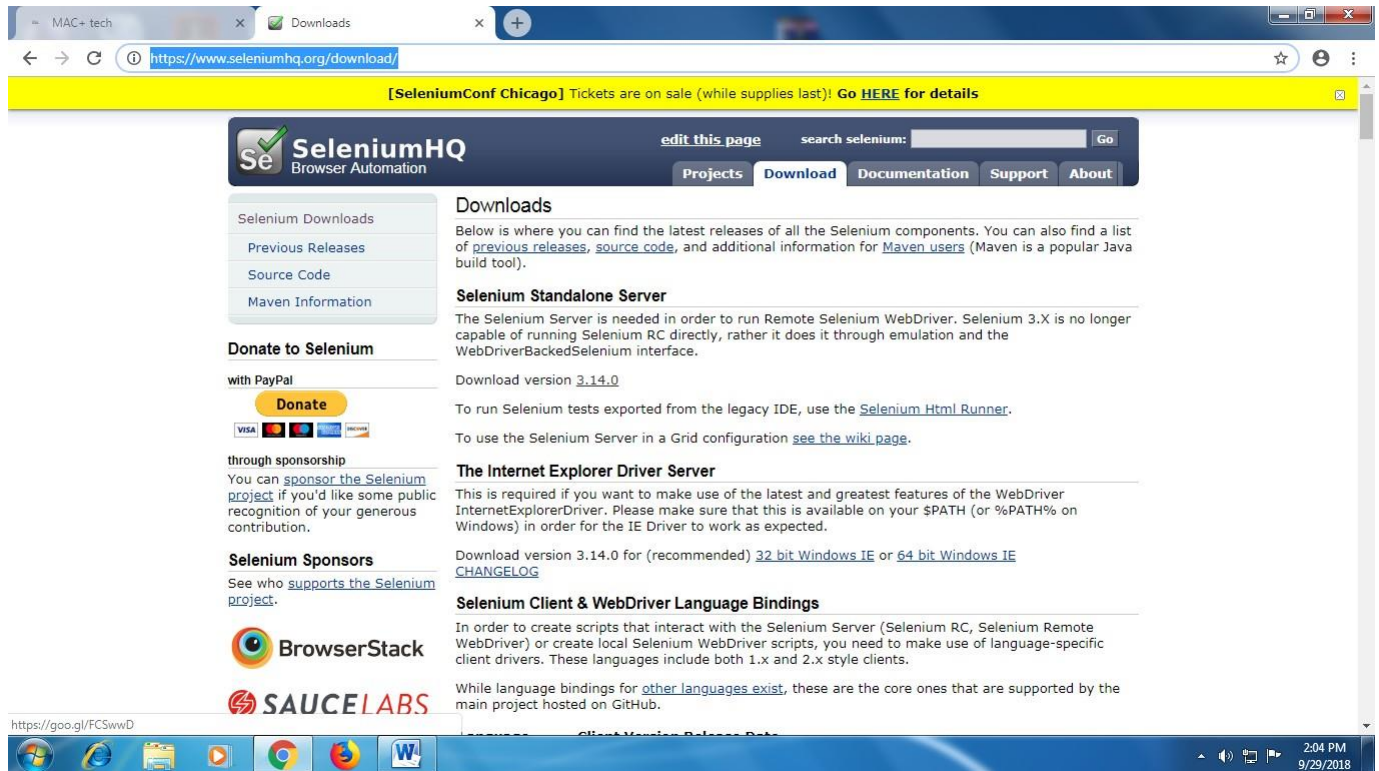 MAC+ tech
Downloads
https://www.seleniumhq.org/download/
[SeleniumConf Chicago] Tickets are on sale (while supplies last)! Go HERE for details
Se
SeleniumHQ
Browser Automation
edit this page
search selenium:
Go
Projects
Download
Documentation
Support
About
Selenium Downloads
Previous Releases
Source Code
Maven Information
Donate to Selenium
with PayPal
Donate
VISA
DISCOVER
through sponsorship
You can sponsor the Selenium
project if you'd like some public
recognition of your generous
contribution.
Selenium Sponsors
See who supports the Selenium
project.
BrowserStack
SAUCELABS
Downloads
Below is where you can find the latest releases of all the Selenium components. You can also find a list
of previous releases, source code, and additional information for Maven users (Maven is a popular Java
build tool).
Selenium Standalone Server
The Selenium Server is needed in order to run Remote Selenium WebDriver. Selenium 3.X is no longer
capable of running Selenium RC directly, rather it does it through emulation and the
WebDriverBackedSelenium interface.
Download version 3.14.0
To run Selenium tests exported from the legacy IDE, use the Selenium Html Runner.
To use the Selenium Server in a Grid configuration see the wiki page.
The Internet Explorer Driver Server
This is required if you want to make use of the latest and greatest features of the WebDriver
InternetExplorerDriver. Please make sure that this is available on your $PATH (or %PATH% on
Windows) in order for the IE Driver to work as expected.
Download version 3.14.0 for (recommended) 32 bit Windows IE or 64 bit Windows IE
CHANGELOG
Selenium Client & WebDriver Language Bindings
In order to create scripts that interact with the Selenium Server (Selenium RC, Selenium Remote
WebDriver) or create local Selenium WebDriver scripts, you need to make use of language-specific
client drivers. These languages include both 1.x and 2.x style clients.
While language bindings for other languages exist, these are the core ones that are supported by the
main project hosted on GitHub.
Language Client Version Release Date
https://goo.gl/FCSwwD
W
2:04 PM
9/29/2018